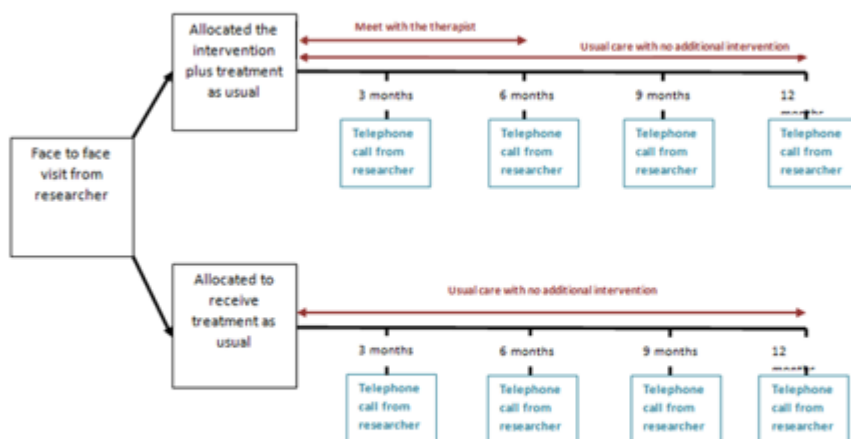 Allocated the
intervention
plus treatment
as usual
Meet with the therapist
Usual care with no additional intervention
3 months
6 months
9 months
12
months
Telephone
call from
researcher
Telephone
call from
researcher
Telephone
call from
researcher
Telephone
call from
researcher
Face to face
visit from
researcher
Allocated to
receive
treatment as
usual
Usual care with no additional intervention
3 months
6 months
9 months
12
months
Telephone
call from
researcher
Telephone
call from
researcher
Telephone
call from
researcher
Telephone
call from
researcher